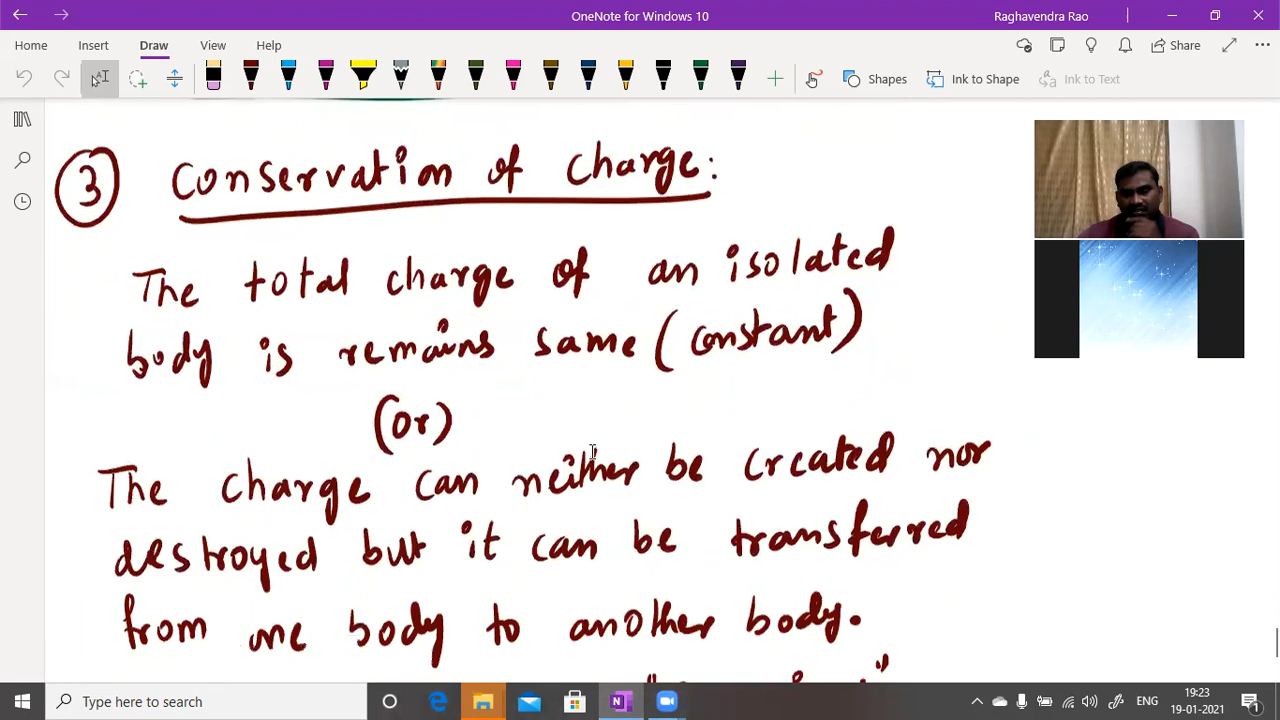 OneNote for Windows 10
Raghavendra Rao
Home Insert Draw View Help
Share
Shapes
Ink to Shape
Ink to Text
3 Conservation of Charge:
The total charge of an isolated
body is remains same (constant)
(or)
The charge can neither be created nor
destroyed but it can be transferred
from one body to another body.
Type here to search
ENG
19:23
19-01-2021
1